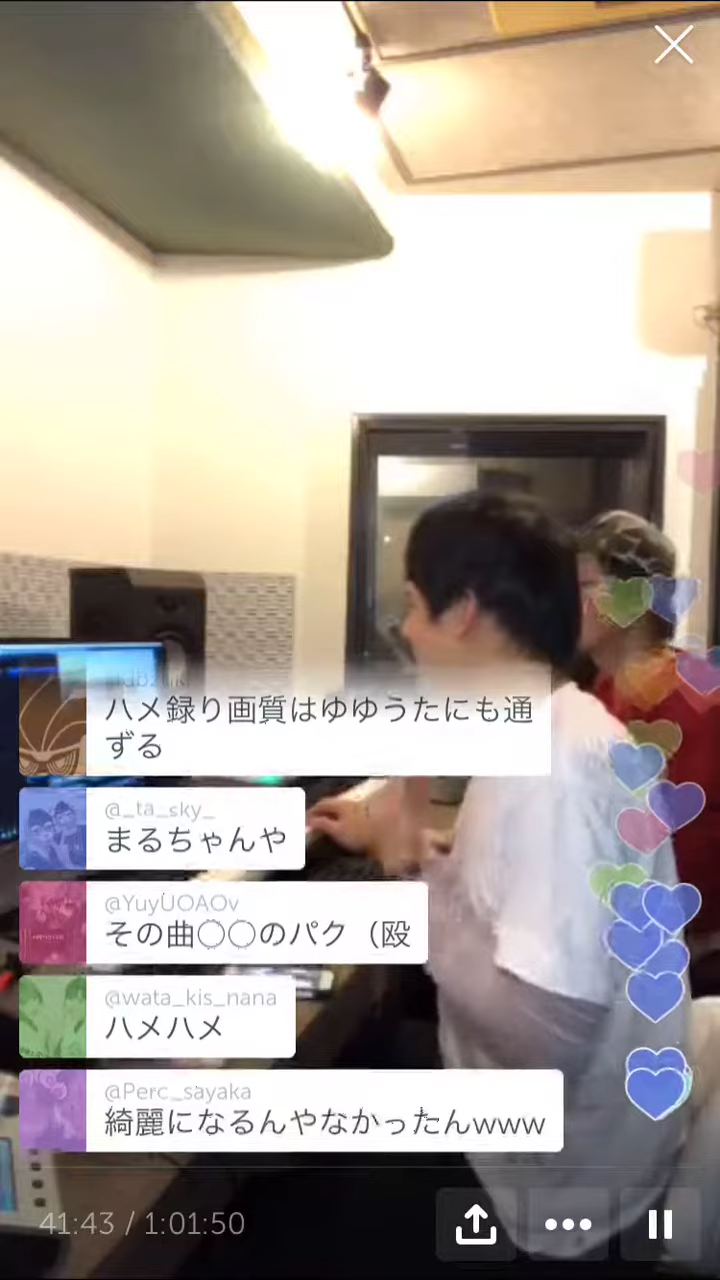 ハメ録り画質はゆゆうたにも通
ずる
@_ta_sky_
まるちゃんや
@YuyUOAOv
その曲〇〇のパク（殴
@wata_kis_nana
ハメハメ
@Perc_sayaka
綺麗になるんやなかったんwww
41:43 / 1:01:50